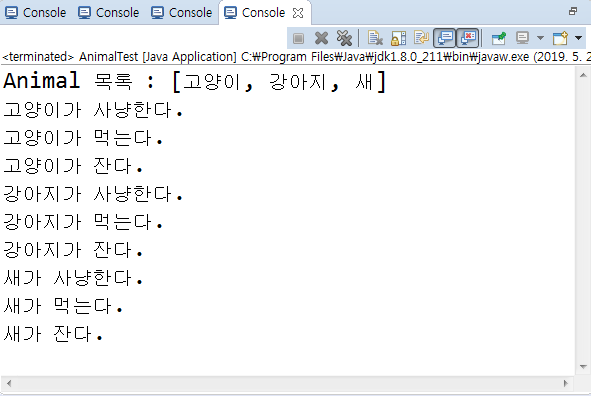 Console Console Console Console
<terminated> AnimalTest [Java Application] C:₩Program Files₩Java₩jdk1.8.0_211₩bin₩javaw.exe (2019. 5. 2
Animal 목록 : [고양이, 강아지, 새]
고양이가 사냥한다.
고양이가 먹는다.
고양이가 잔다.
강아지가 사냥한다.
강아지가 먹는다.
강아지가 잔다.
새가 사냥한다.
새가 먹는다.
새가 잔다.